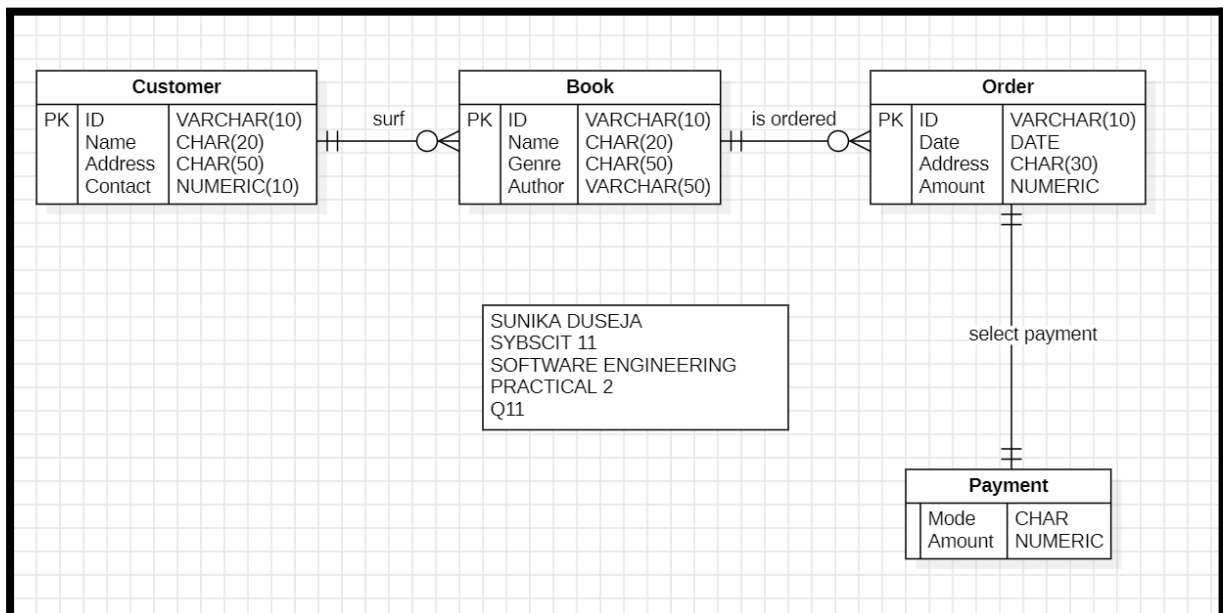 Customer
PK ID VARCHAR(10)
Name CHAR(20)
Address CHAR(50)
Contact NUMERIC(10)
surf
Book
PK ID VARCHAR(10)
Name CHAR(20)
Genre CHAR(50)
Author VARCHAR(50)
is ordered
Order
PK ID VARCHAR(10)
Date DATE
Address CHAR(30)
Amount NUMERIC
SUNIKA DUSEJA
SYBSCIT 11
SOFTWARE ENGINEERING
PRACTICAL 2
Q11
select payment
Payment
Mode CHAR
Amount NUMERIC